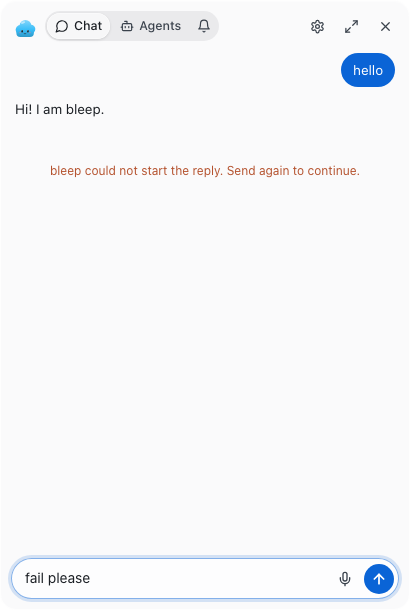 Chat
Agents
hello
Hi! I am bleep.
bleep could not start the reply. Send again to continue.
fail please